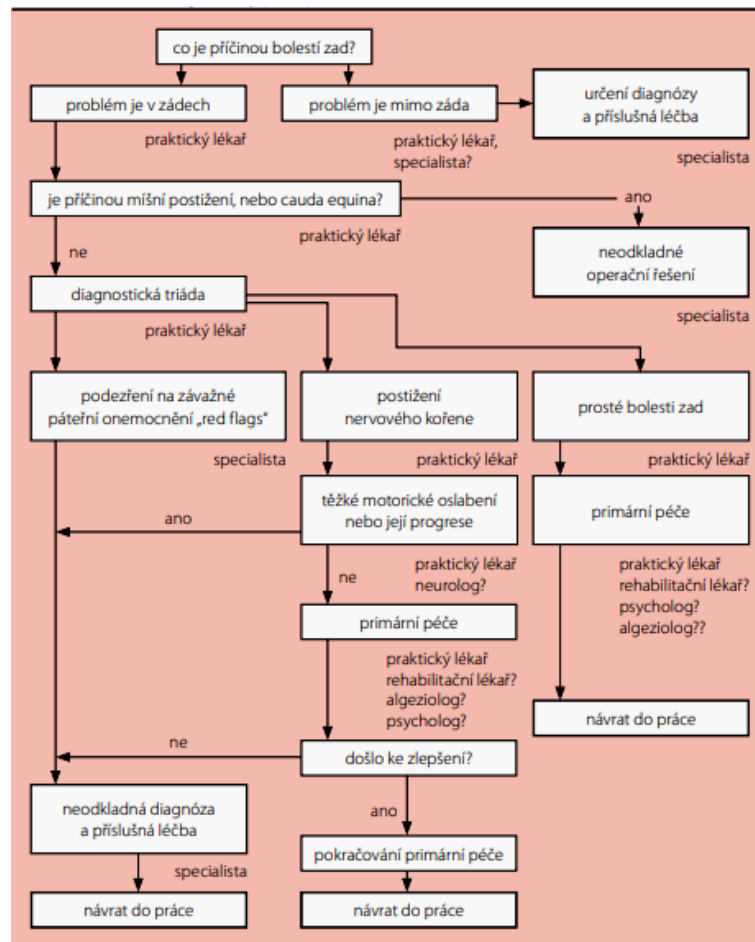 co je příčinou bolestí zad?
problém je v zádech
problém je mimo záda
určení diagnózy
a příslušná léčba
praktický lékař
praktický lékař,
specialista?
specialista
je příčinou míšní postižení, nebo cauda equina?
ano
praktický lékař
ne
neodkladné
operační řešení
diagnostická triáda
specialista
praktický lékař
podezření na závažné
páteřní onemocnění „red flags“
postižení
nervového kořene
prosté bolesti zad
specialista
praktický lékař
praktický lékař
těžké motorické oslabení
nebo její progrese
primární péče
ano
praktický lékař
neurolog?
ne
praktický lékař
rehabilitační lékař?
psycholog?
algeziolog??
primární péče
praktický lékař
rehabilitační lékař?
algeziolog?
psycholog?
návrat do práce
ne
došlo ke zlepšení?
neodkladná diagnóza
a příslušná léčba
ano
specialista
pokračování primární péče
návrat do práce
návrat do práce